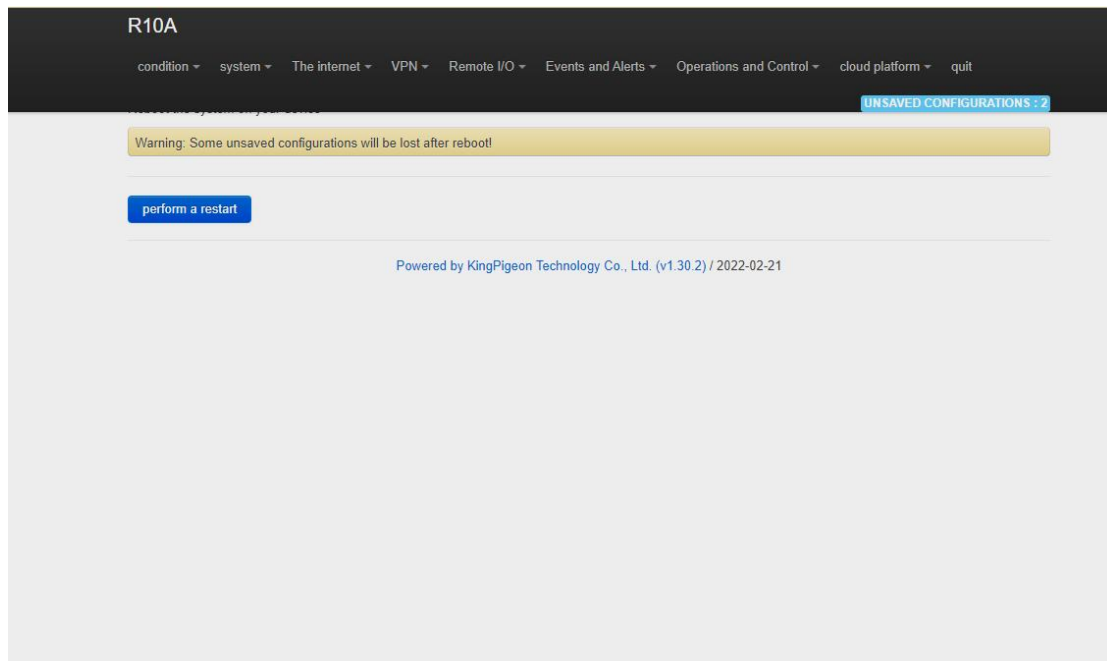 R10A
condition system The internet VPN Remote I/O Events and Alerts Operations and Control cloud platform quit
UNSAVED CONFIGURATIONS : 2
Warning: Some unsaved configurations will be lost after reboot!
perform a restart
Powered by KingPigeon Technology Co., Ltd. (v1.30.2) / 2022-02-21